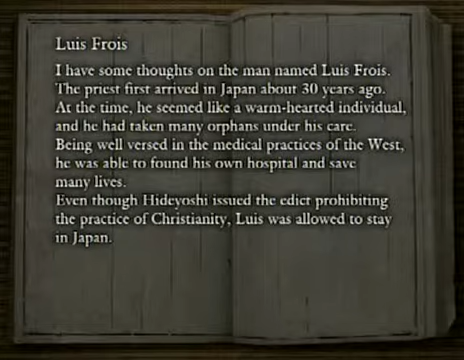 Luis Frois
I have some thoughts on the man named Luis Frois.
The priest first arrived in Japan about 30 years ago.
At the time, he seemed like a warm-hearted individual,
and he had taken many orphans under his care.
Being well versed in the medical practices of the West,
he was able to found his own hospital and save
many lives.
Even though Hideyoshi issued the edict prohibiting
the practice of Christianity, Luis was allowed to stay
in Japan.